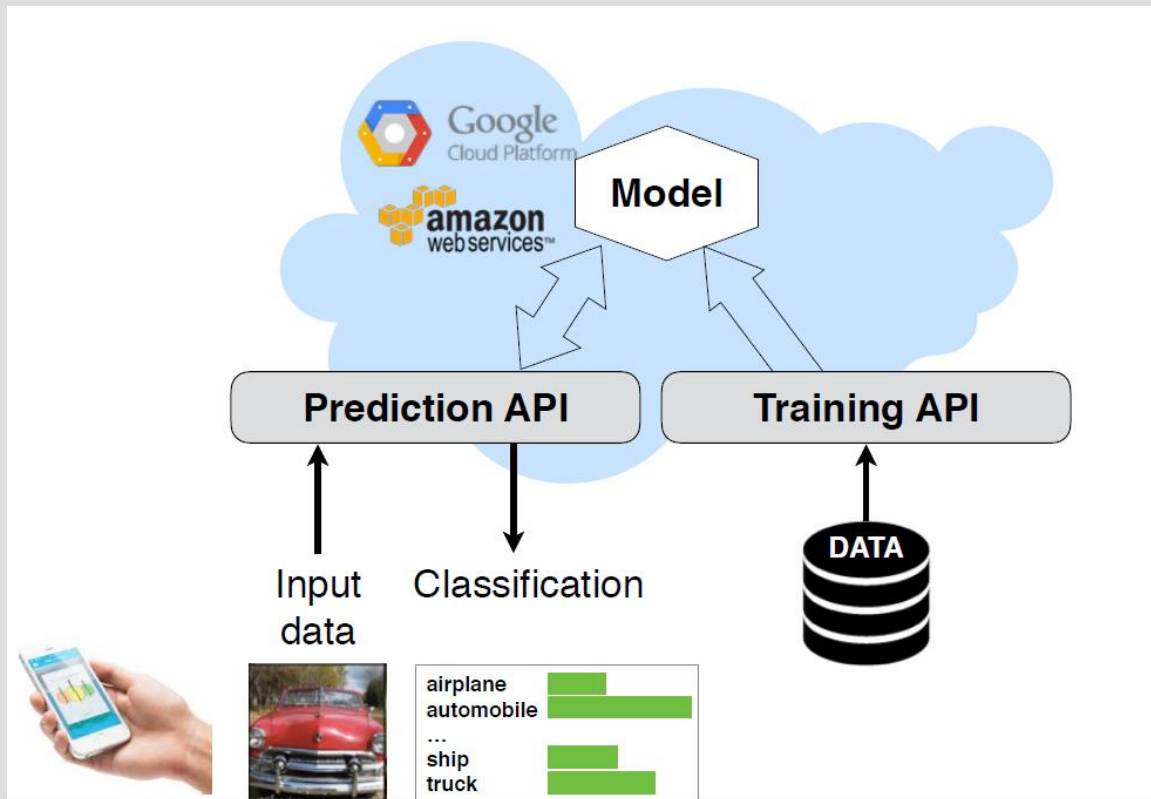 Google
Cloud Platform
amazon
web services™
Model
Prediction API
Training API
Input
data
Classification
DATA
airplane
automobile
...
ship
truck